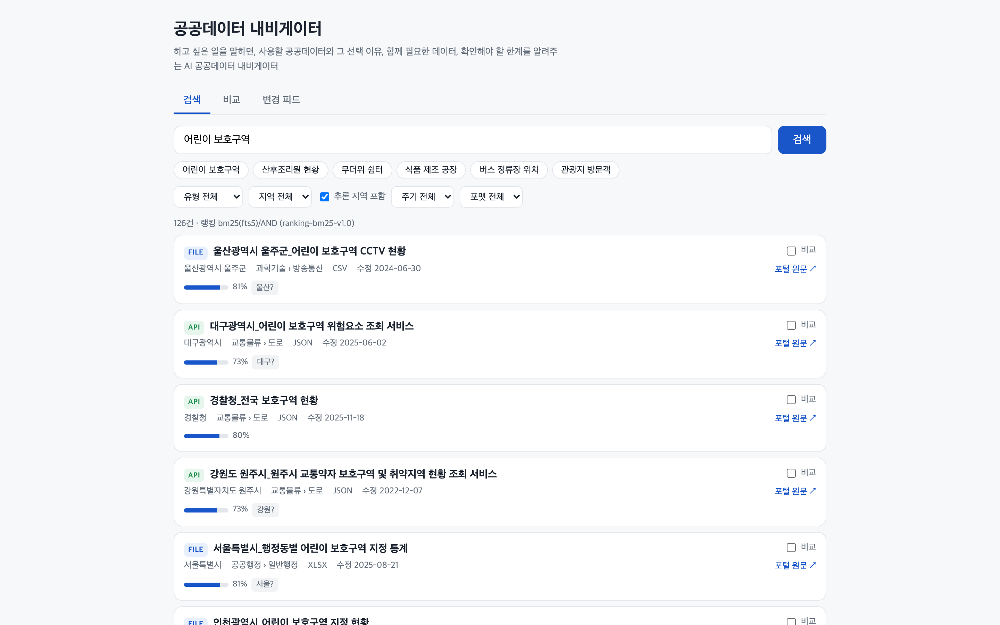 공공데이터 내비게이터
하고 싶은 일을 말하면, 사용할 공공데이터와 그 선택 이유, 함께 필요한 데이터, 확인해야 할 한계를 알려주
는 AI 공공데이터 내비게이터
검색 비교 변경 피드
어린이 보호구역 검색
어린이 보호구역 산후조리원 현황 무더위 쉼터 식품 제조 공장 버스 정류장 위치 관광지 방문객
유형 전체 지역 전체 추론 지역 포함 주기 전체 포맷 전체
126건 · 랭킹 bm25(fts5)/AND (ranking-bm25-v1.0)
FILE 울산광역시 울주군_어린이 보호구역 CCTV 현황 비교
울산광역시 울주군 과학기술 › 방송통신 CSV 수정 2024-06-30 포털 원문 ↗
81% 울산?
API 대구광역시_어린이 보호구역 위험요소 조회 서비스 비교
대구광역시 교통물류 › 도로 JSON 수정 2025-06-02 포털 원문 ↗
73% 대구?
API 경찰청_전국 보호구역 현황 비교
경찰청 교통물류 › 도로 JSON 수정 2025-11-18 포털 원문 ↗
80%
API 강원도 원주시_원주시 교통약자 보호구역 및 취약지역 현황 조회 서비스 비교
강원특별자치도 원주시 교통물류 › 도로 JSON 수정 2022-12-07 포털 원문 ↗
73% 강원?
FILE 서울특별시_행정동별 어린이 보호구역 지정 통계 비교
서울특별시 공공행정 › 일반행정 XLSX 수정 2025-08-21 포털 원문 ↗
81% 서울?
FILE 인천광역시_어린이 보호구역 지정 현황 비교